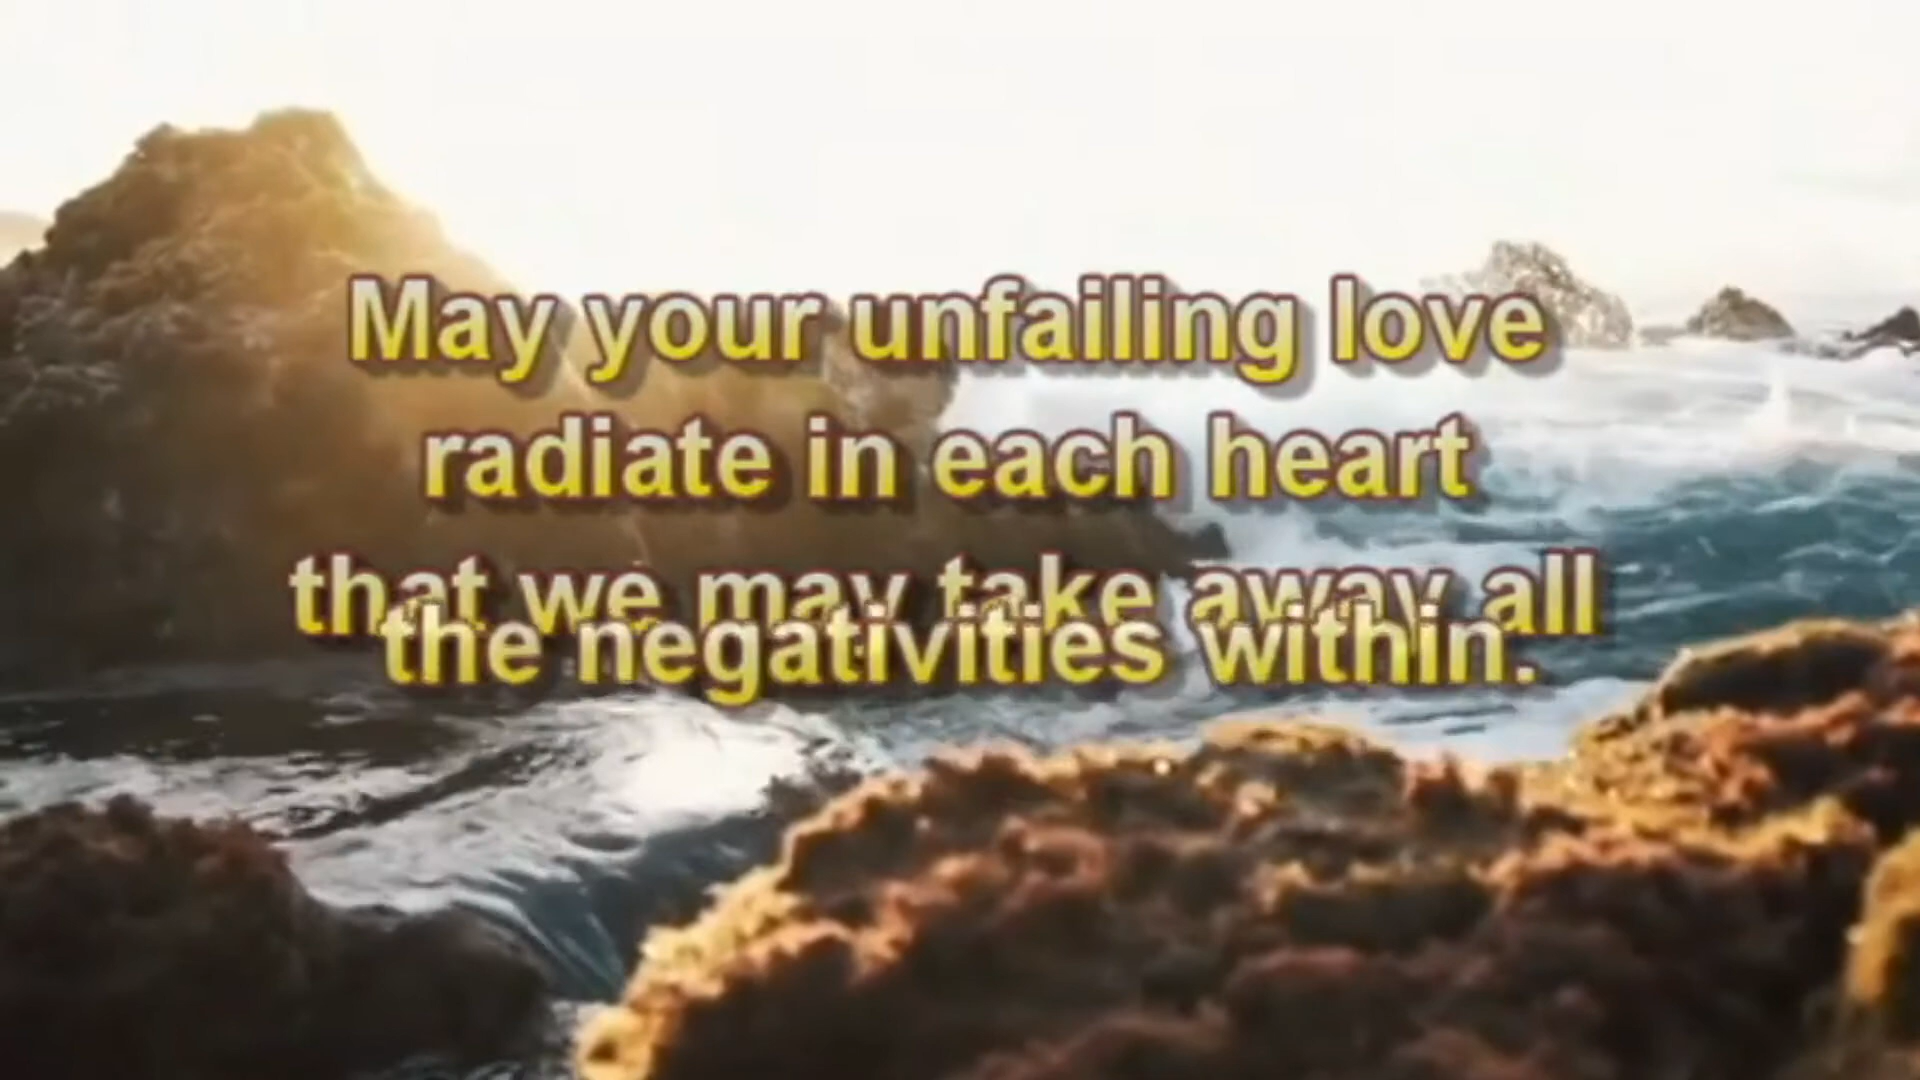 May your unfailing love
radiate in each heart
that we may take away all
the negativities within.